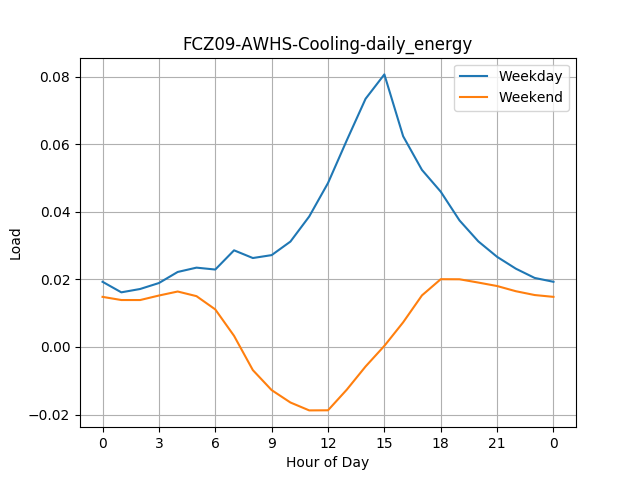 FCZ09-AWHS-Cooling-daily_energy
Weekday
Weekend
0.08
0.06
0.04
0.02
0.00
−0.02
Load
0 3 6 9 12 15 18 21 0
Hour of Day